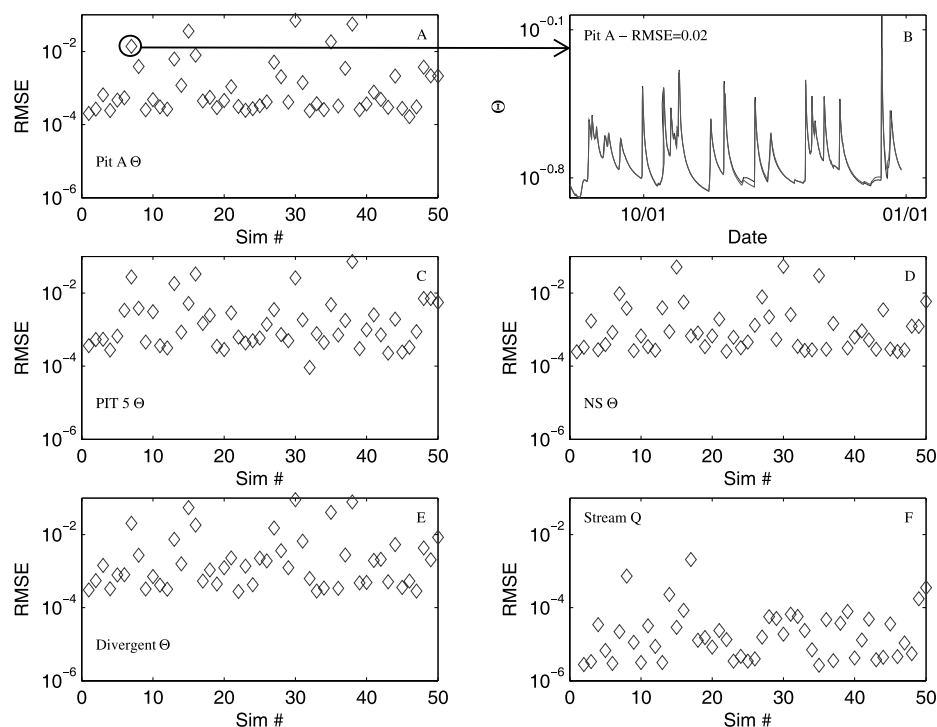 A
RMSE
10^-2
10^-4
10^-6
Pit A Θ
0 10 20 30 40 50
Sim #
Pit A – RMSE=0.02
B
Θ
10^-0.1
10^-0.8
10/01 01/01
Date
C
RMSE
10^-2
10^-4
10^-6
PIT 5 Θ
0 10 20 30 40 50
Sim #
D
RMSE
10^-2
10^-4
10^-6
NS Θ
0 10 20 30 40 50
Sim #
E
RMSE
10^-2
10^-4
10^-6
Divergent Θ
0 10 20 30 40 50
Sim #
Stream Q F
RMSE
10^-2
10^-4
10^-6
0 10 20 30 40 50
Sim #